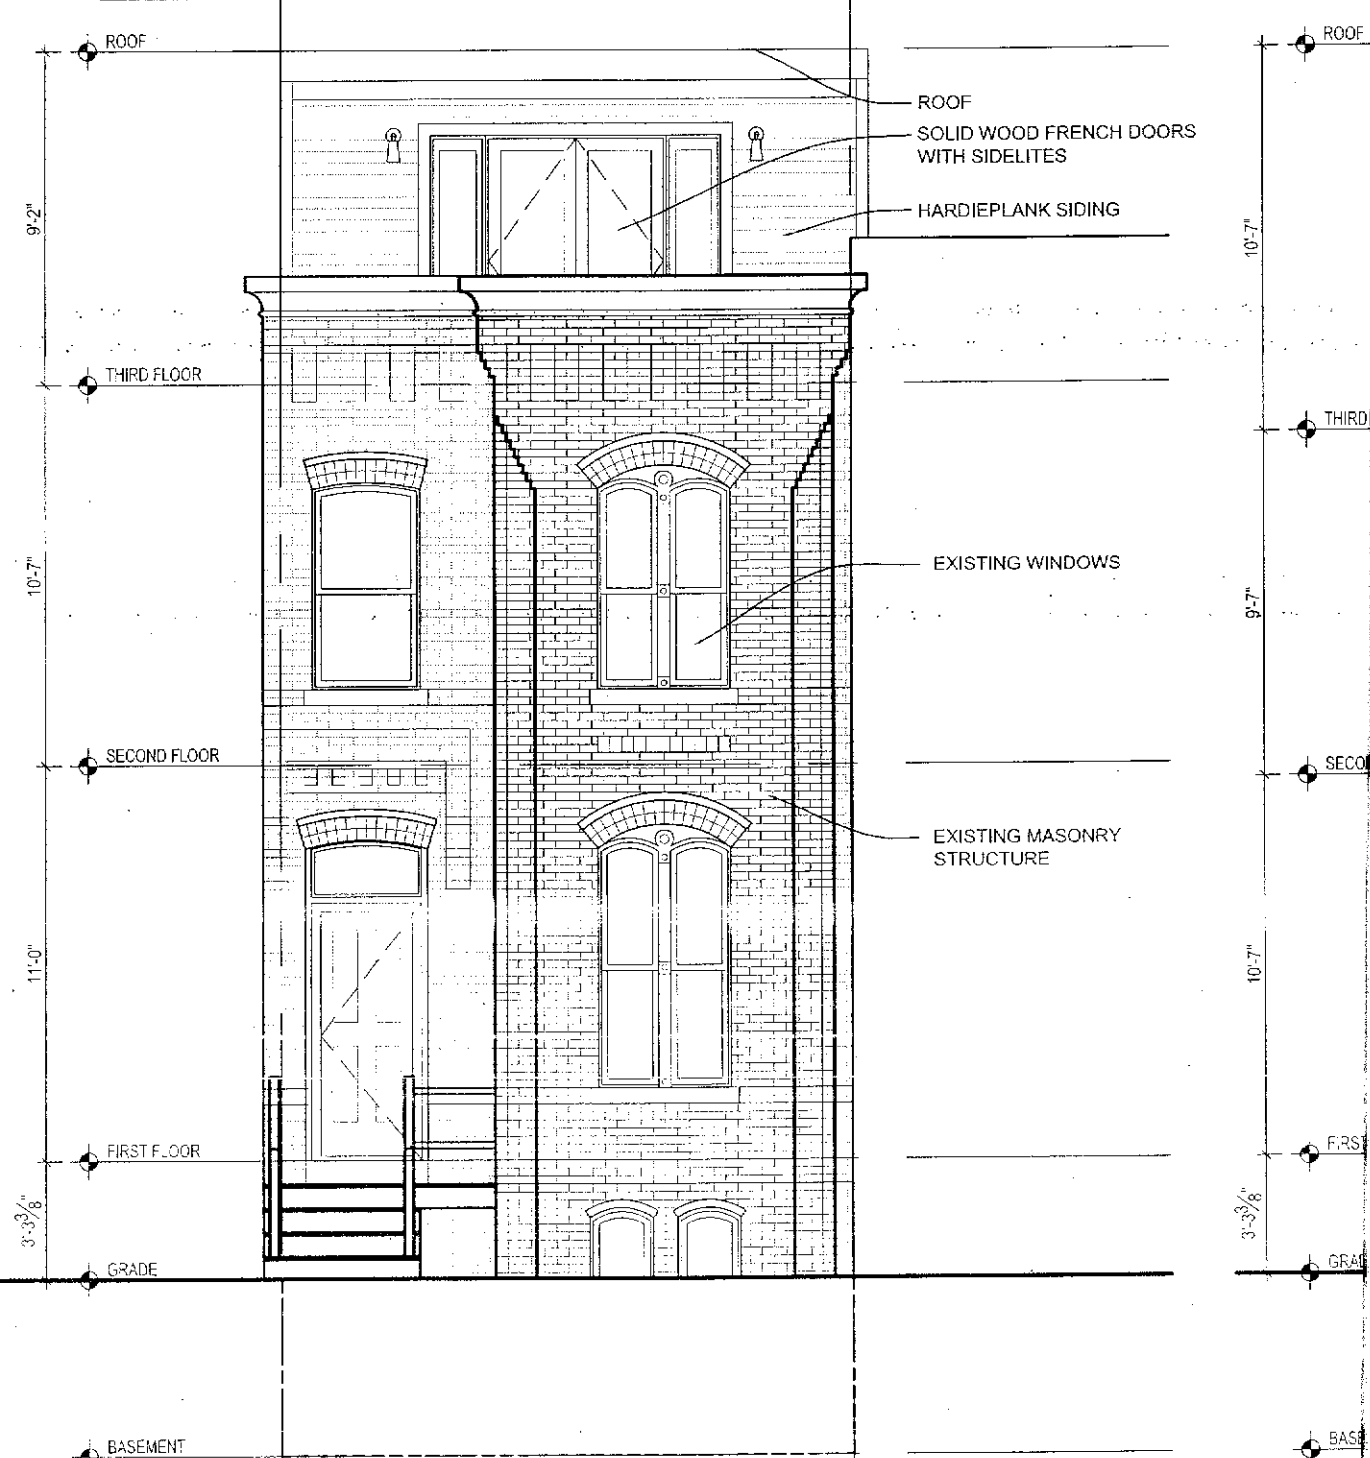 ROOF
ROOF
SOLID WOOD FRENCH DOORS
WITH SIDELITES
HARDIEPLANK SIDING
9'-2"
THIRD FLOOR
EXISTING WINDOWS
10'-7"
SECOND FLOOR
EXISTING MASONRY
STRUCTURE
11'-0"
FIRST FLOOR
3'-3 3/8"
GRADE
BASEMENT
ROOF
10'-7"
THIRD
9'-7"
SECO
10'-7"
FIRST
3'-3 3/8"
GRAD
BASE